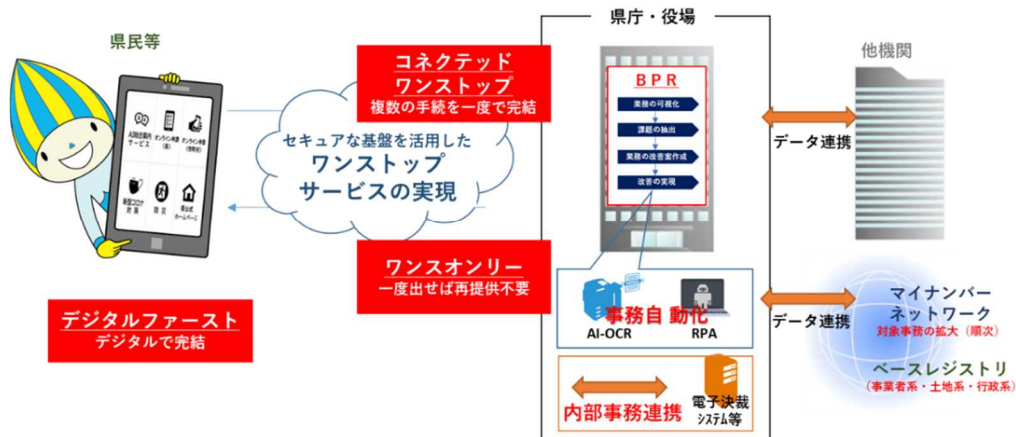 県民等
AI総合案内
サービス
オンライン申請
(県)
オンライン申請
(市町村)
新型コロナ
対策
防災
県公式
ホームページ
デジタルファースト
デジタルで完結
コネクテッド
ワンストップ
複数の手続を一度で完結
セキュアな基盤を活用した
ワンストップ
サービスの実現
ワンスオンリー
一度出せば再提供不要
県庁・役場
BPR
業務の可視化
課題の抽出
業務の改善案作成
改善の実現
事務自動化
AI-OCR
RPA
内部事務連携
電子決裁
システム等
他機関
データ連携
データ連携
マイナンバー
ネットワーク
対象事務の拡大（順次）
ベースレジストリ
（事業者系・土地系・行政系）